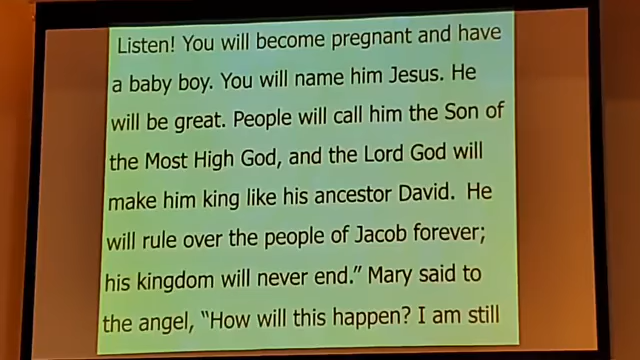 Listen! You will become pregnant and have
a baby boy. You will name him Jesus. He
will be great. People will call him the Son of
the Most High God, and the Lord God will
make him king like his ancestor David. He
will rule over the people of Jacob forever;
his kingdom will never end.” Mary said to
the angel, “How will this happen? I am still